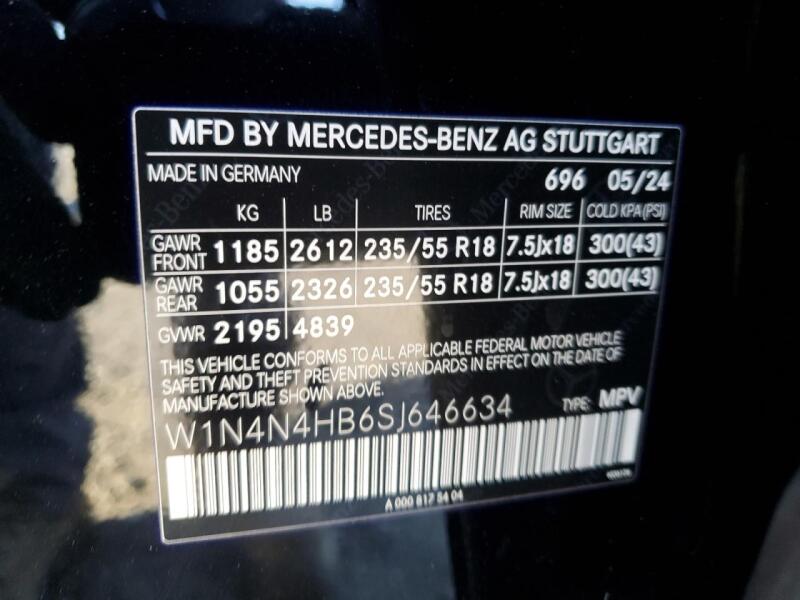 MFD BY MERCEDES-BENZ AG STUTTGART
MADE IN GERMANY 696 05/24
KG LB TIRES RIM SIZE COLD KPA(PSI)
GAWR FRONT 1185 2612 235/55 R18 7.5Jx18 300(43)
GAWR REAR 1055 2326 235/55 R18 7.5Jx18 300(43)
GVWR 2195 4839
THIS VEHICLE CONFORMS TO ALL APPLICABLE FEDERAL MOTOR VEHICLE
SAFETY AND THEFT PREVENTION STANDARDS IN EFFECT ON THE DATE OF
MANUFACTURE SHOWN ABOVE.
W1N4N4HB6SJ646634 TYPE: MPV
A 000 817 54 04